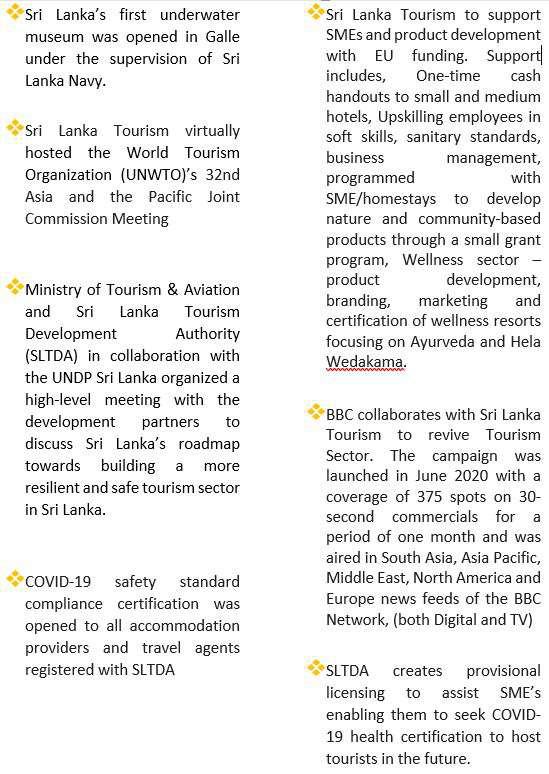 Sri Lanka's first underwater
museum was opened in Galle
under the supervision of Sri
Lanka Navy.
Sri Lanka Tourism virtually
hosted the World Tourism
Organization (UNWTO)'s 32nd
Asia and the Pacific Joint
Commission Meeting
Ministry of Tourism & Aviation
and Sri Lanka Tourism
Development Authority
(SLTDA) in collaboration with
the UNDP Sri Lanka organized a
high-level meeting with the
development partners to
discuss Sri Lanka's roadmap
towards building a more
resilient and safe tourism sector
in Sri Lanka.
COVID-19 safety standard
compliance certification was
opened to all accommodation
providers and travel agents
registered with SLTDA
Sri Lanka Tourism to support
SMEs and product development
with EU funding. Support
includes, One-time cash
handouts to small and medium
hotels, Upskilling employees in
soft skills, sanitary standards,
business management,
programmed with
SME/homestays to develop
nature and community-based
products through a small grant
program, Wellness sector –
product development,
branding, marketing and
certification of wellness resorts
focusing on Ayurveda and Hela
Wedakama.
BBC collaborates with Sri Lanka
Tourism to revive Tourism
Sector. The campaign was
launched in June 2020 with a
coverage of 375 spots on 30-
second commercials for a
period of one month and was
aired in South Asia, Asia Pacific,
Middle East, North America and
Europe news feeds of the BBC
Network, (both Digital and TV)
SLTDA creates provisional
licensing to assist SME's
enabling them to seek COVID-
19 health certification to host
tourists in the future.